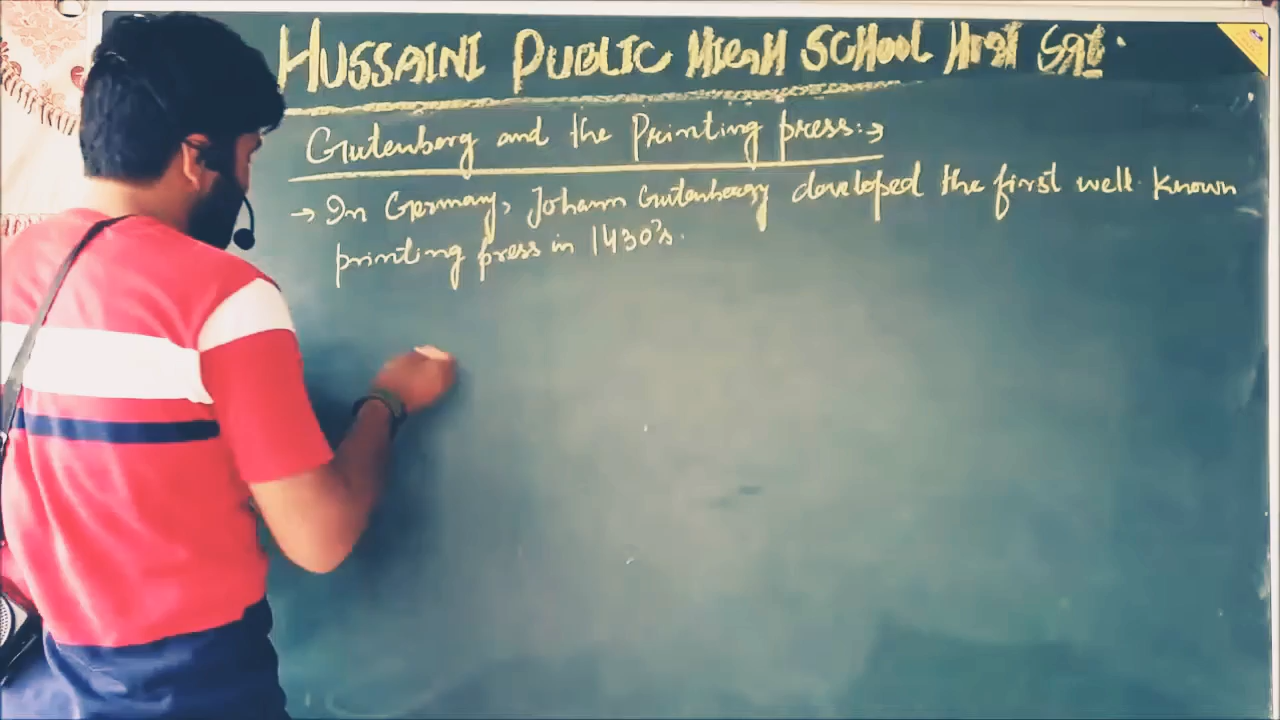 HUSSAINI PUBLIC HIGH SCHOOL
Gutenberg and the Printing press:→
→ In Germany, Johann Gutenberg developed the first well known
printing press in 1430's.